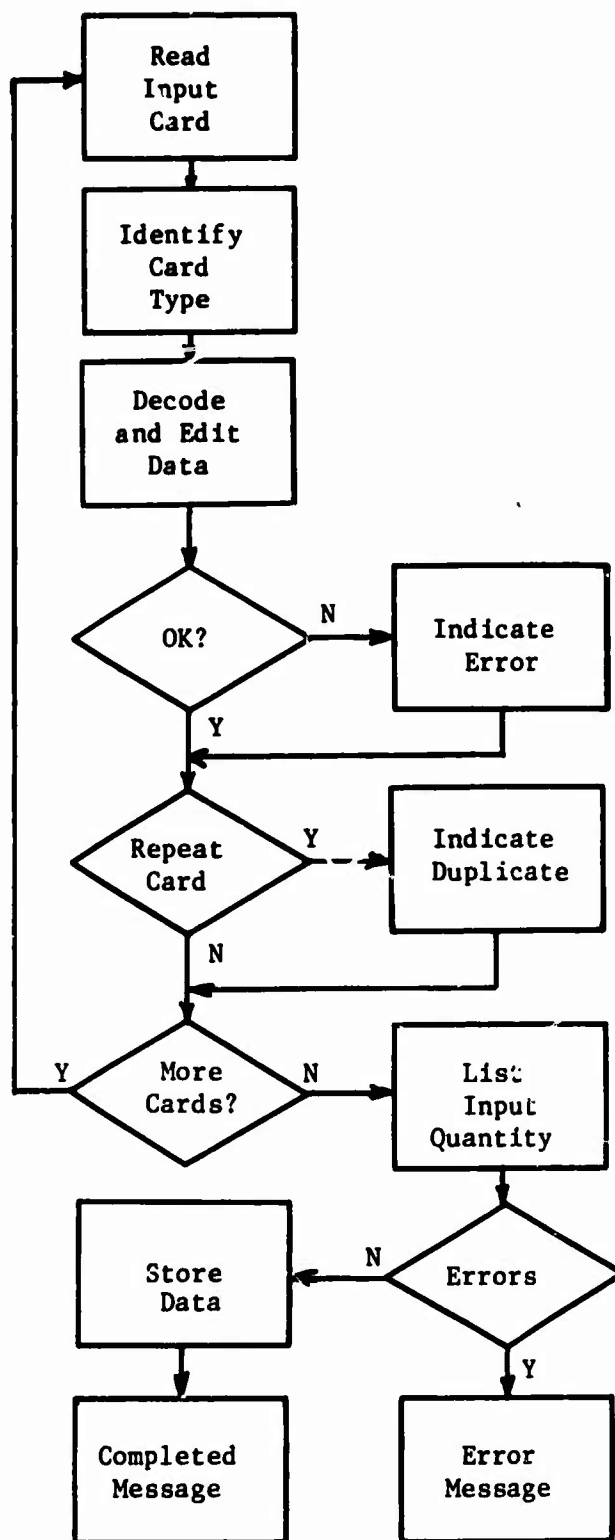 Read
Input
Card
Identify
Card
Type
Decode
and Edit
Data
OK?
N
Indicate
Error
Y
Repeat
Card
Y
Indicate
Duplicate
N
Y
More
Cards?
N
List
Input
Quantity
Store
Data
N
Errors
Y
Completed
Message
Error
Message